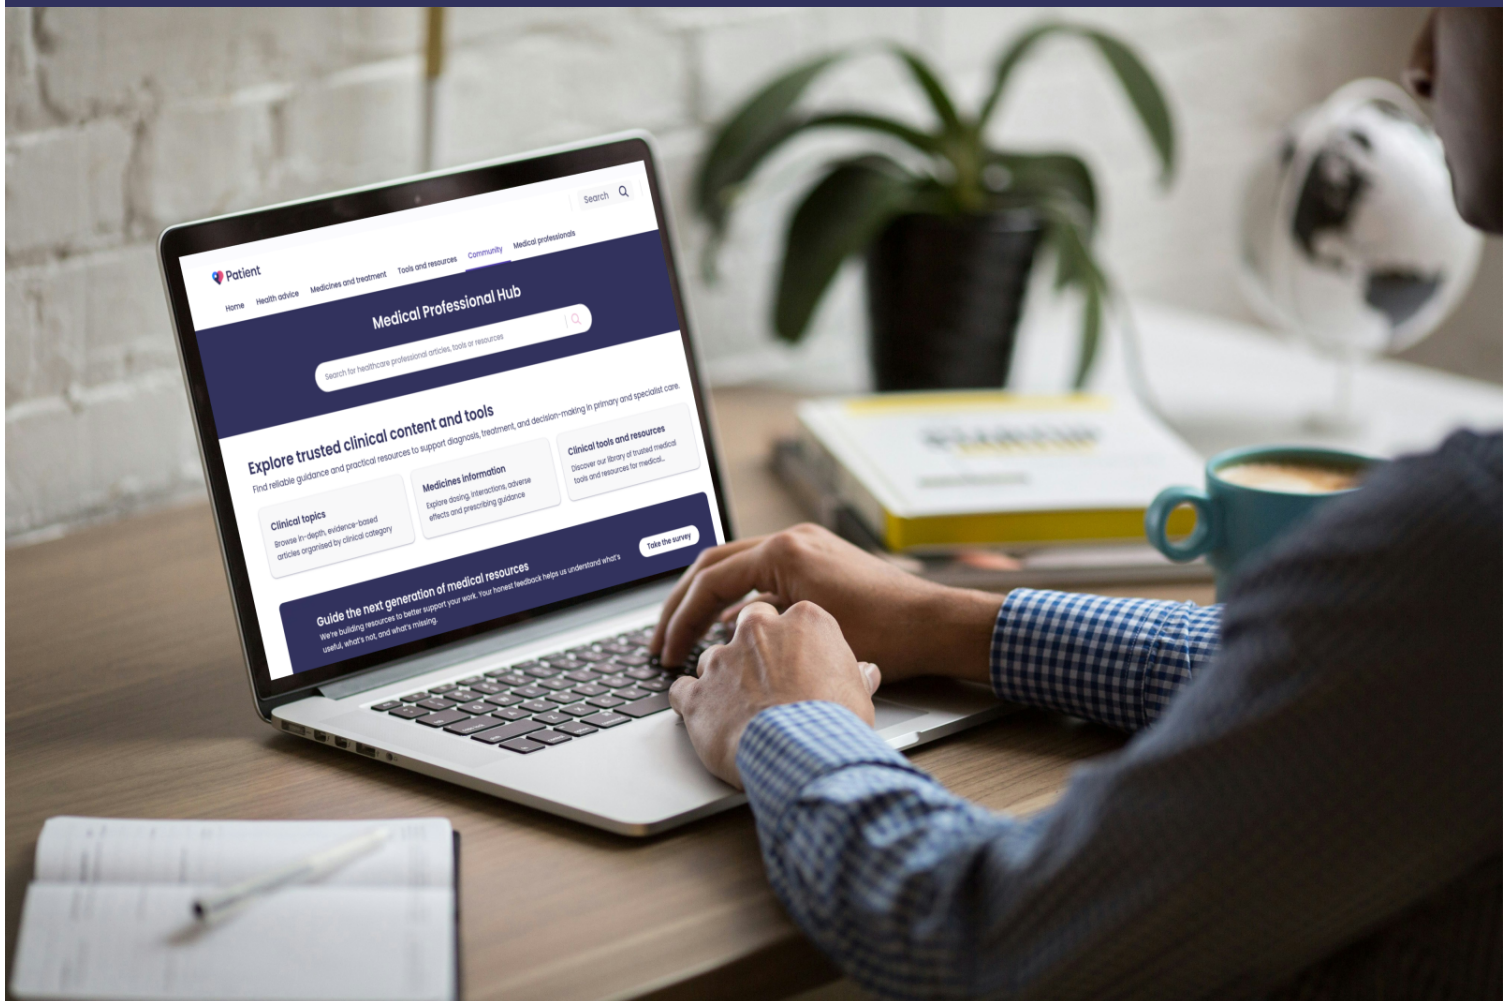 Search
Patient
Home Health advice Medicines and treatment Tools and resources Community Medical professionals
Medical Professional Hub
Search for healthcare professional articles, tools or resources
Explore trusted clinical content and tools
Find reliable guidance and practical resources to support diagnosis, treatment, and decision-making in primary and specialist care.
Clinical topics
Browse in-depth, evidence-based
articles organised by clinical category
Medicines information
Explore dosing, interactions, adverse
effects and prescribing guidance
Clinical tools and resources
Discover our library of trusted medical
tools and resources for medical...
Guide the next generation of medical resources
We're building resources to better support your work. Your honest feedback helps us understand what's
useful, what's not, and what's missing.
Take the survey